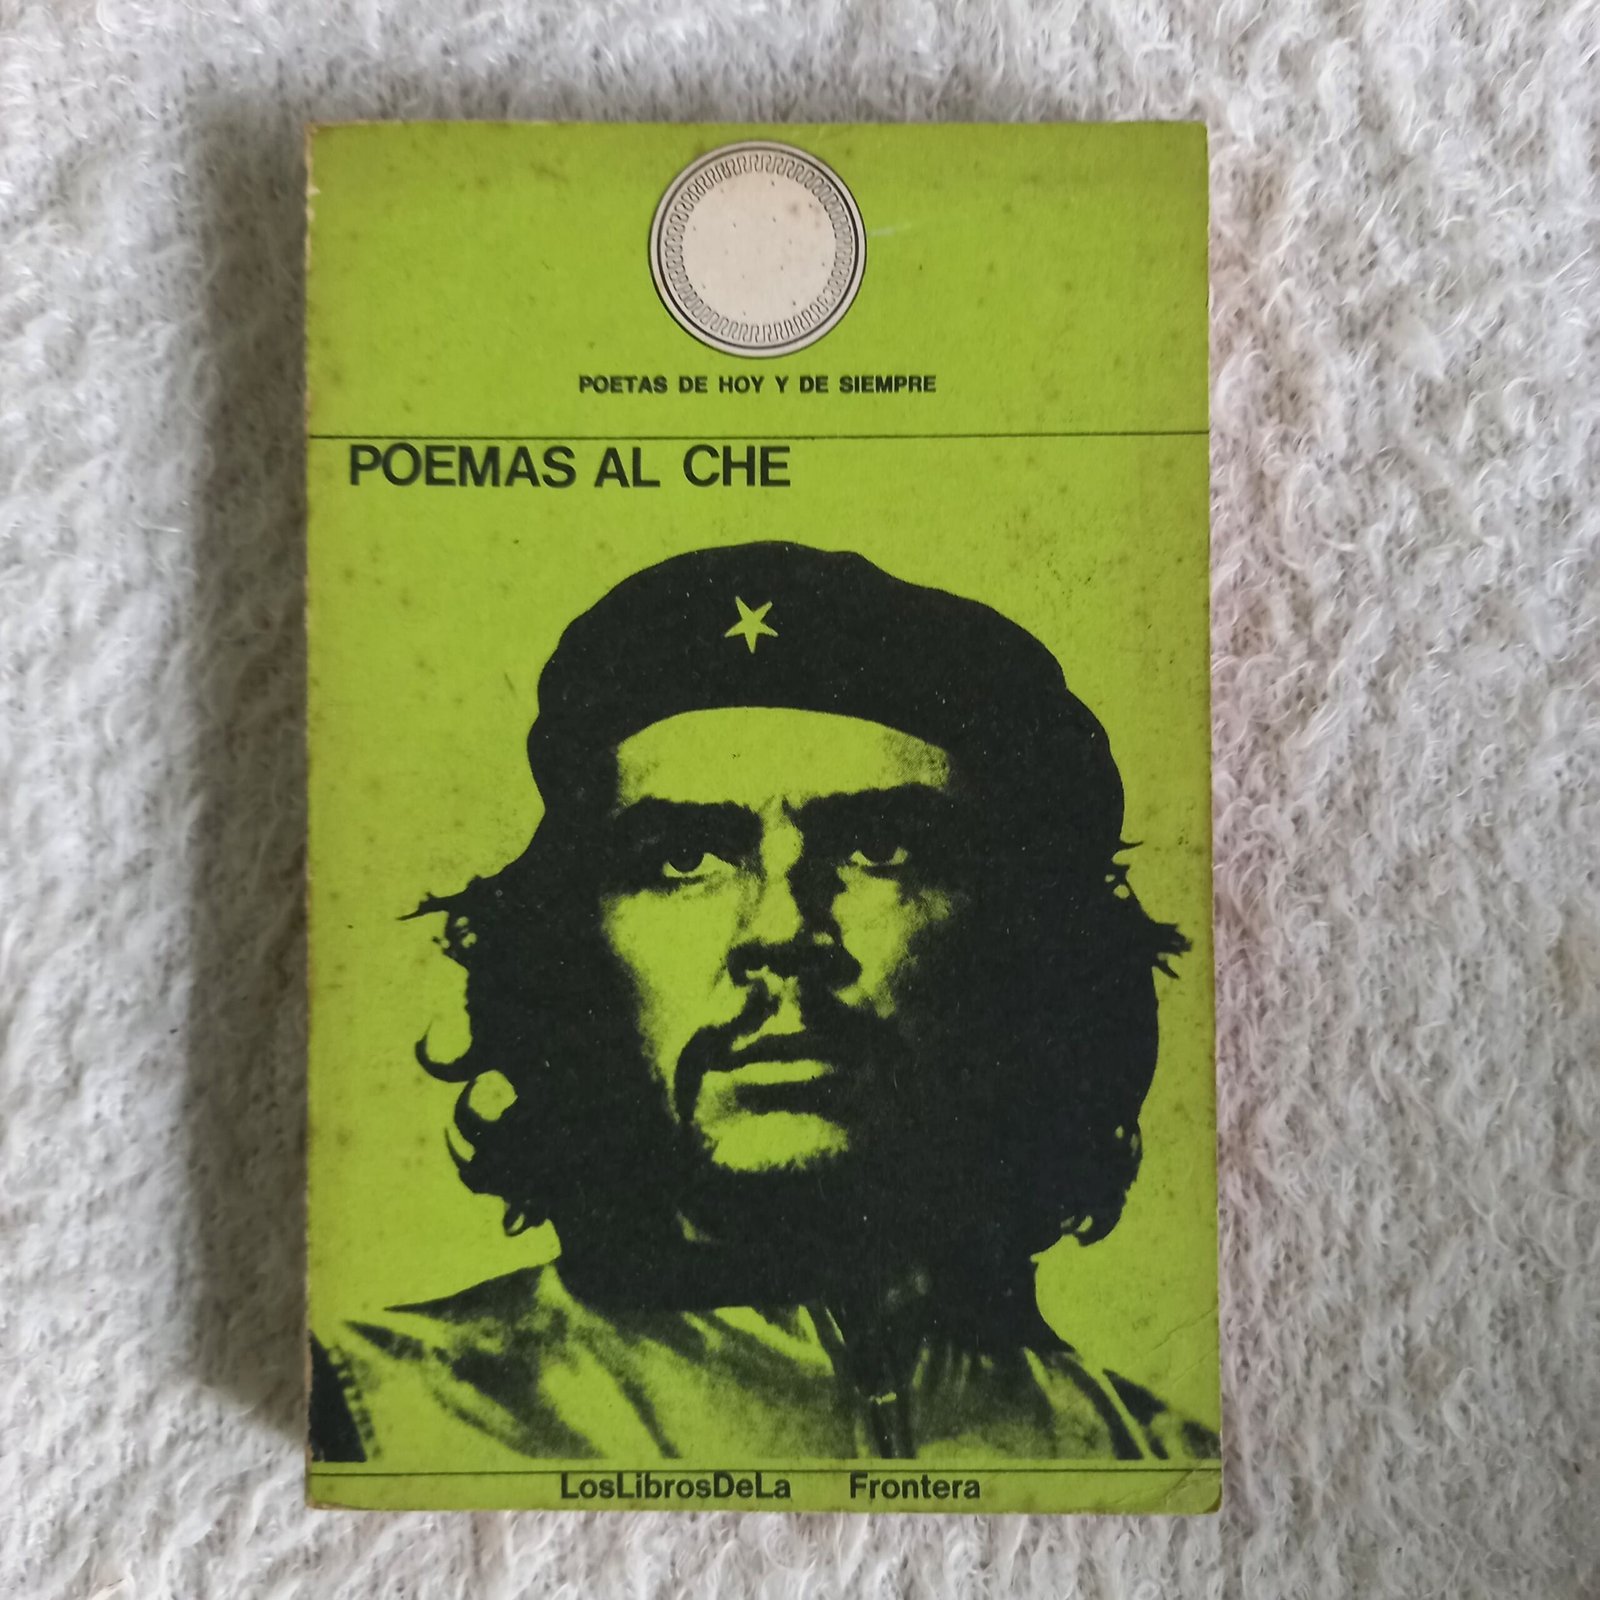 POETAS DE HOY Y DE SIEMPRE
POEMAS AL CHE
LosLibrosDeLa Frontera